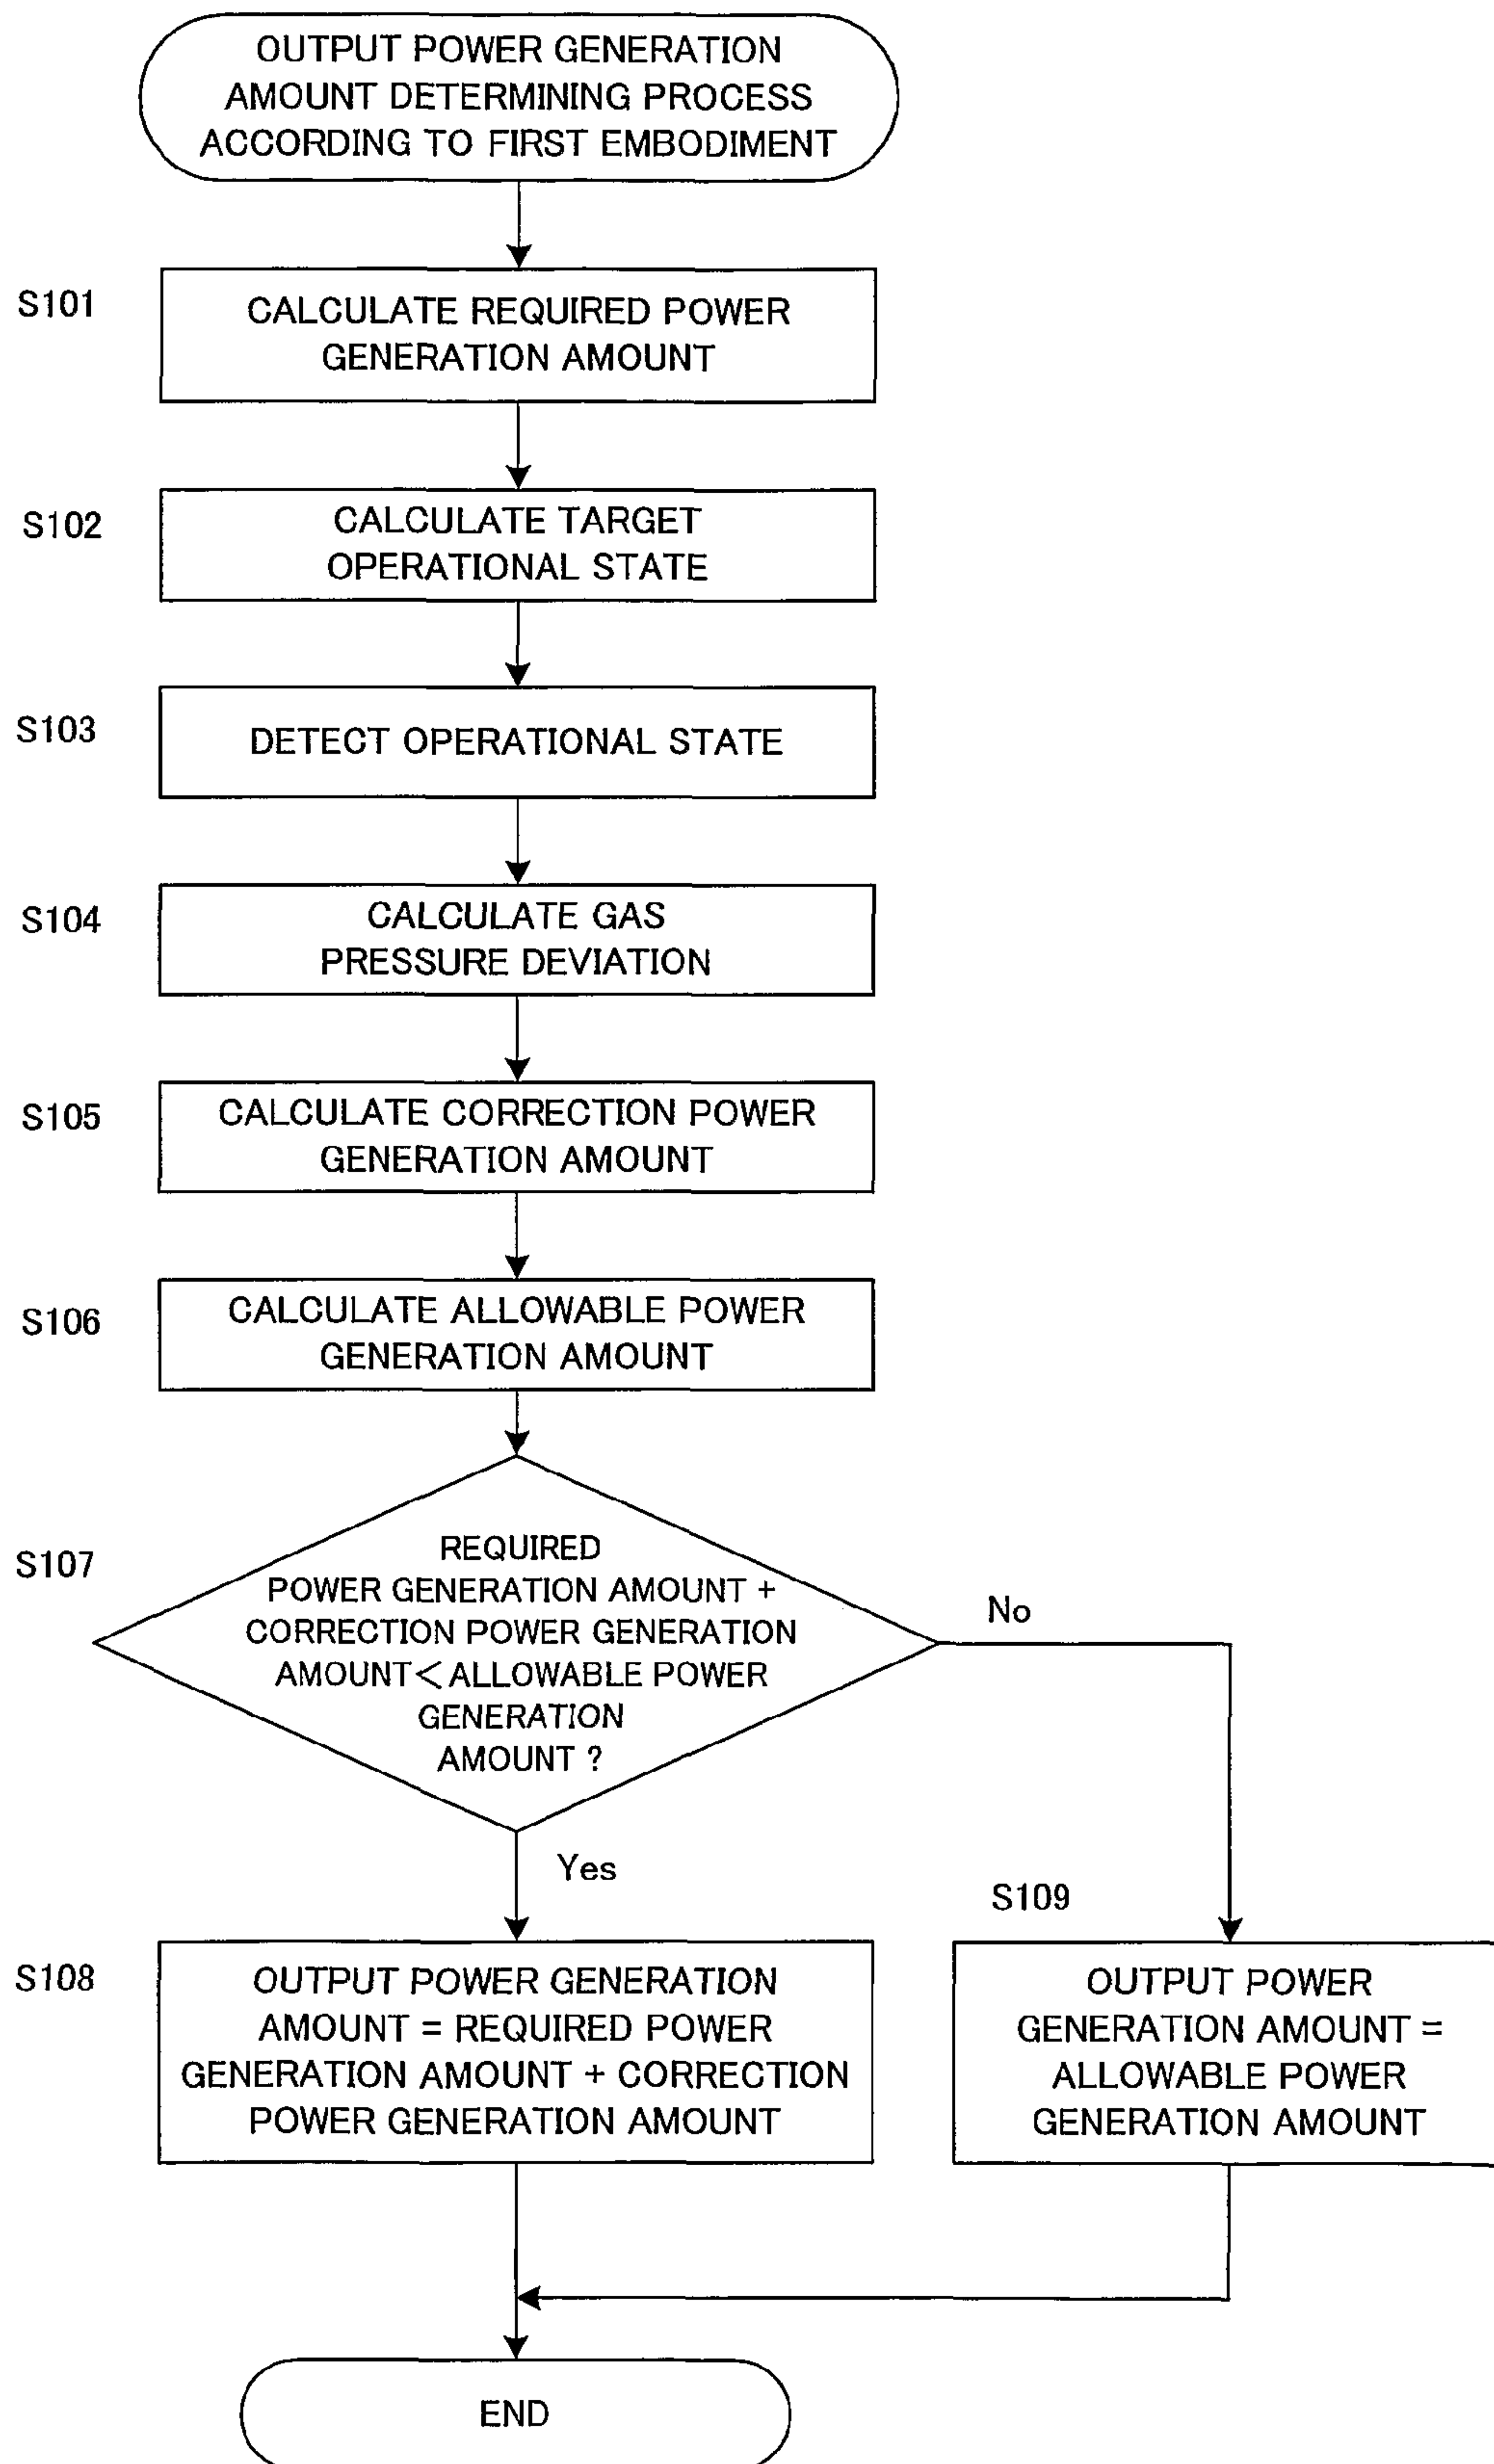 OUTPUT POWER GENERATION
AMOUNT DETERMINING PROCESS
ACCORDING TO FIRST EMBODIMENT
S101
CALCULATE REQUIRED POWER
GENERATION AMOUNT
S102
CALCULATE TARGET
OPERATIONAL STATE
S103
DETECT OPERATIONAL STATE
S104
CALCULATE GAS
PRESSURE DEVIATION
S105
CALCULATE CORRECTION POWER
GENERATION AMOUNT
S106
CALCULATE ALLOWABLE POWER
GENERATION AMOUNT
S107
REQUIRED
POWER GENERATION AMOUNT +
CORRECTION POWER GENERATION
AMOUNT < ALLOWABLE POWER
GENERATION
AMOUNT ?
No
Yes
S108
OUTPUT POWER GENERATION
AMOUNT = REQUIRED POWER
GENERATION AMOUNT + CORRECTION
POWER GENERATION AMOUNT
S109
OUTPUT POWER
GENERATION AMOUNT =
ALLOWABLE POWER
GENERATION AMOUNT
END